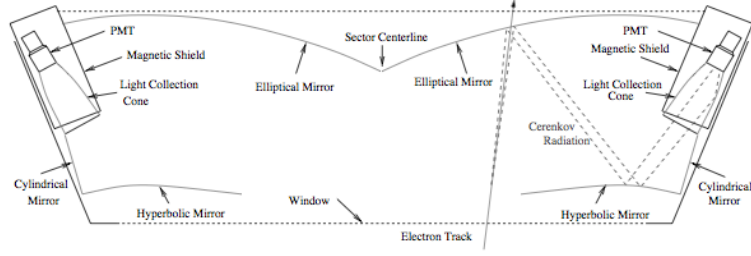 PMT
Magnetic Shield
Light Collection
Cone
Sector Centerline
Elliptical Mirror
Elliptical Mirror
PMT
Magnetic Shield
Light Collection
Cone
Cerenkov
Radiation
Cylindrical
Mirror
Hyperbolic Mirror
Window
Electron Track
Hyperbolic Mirror
Cylindrical
Mirror